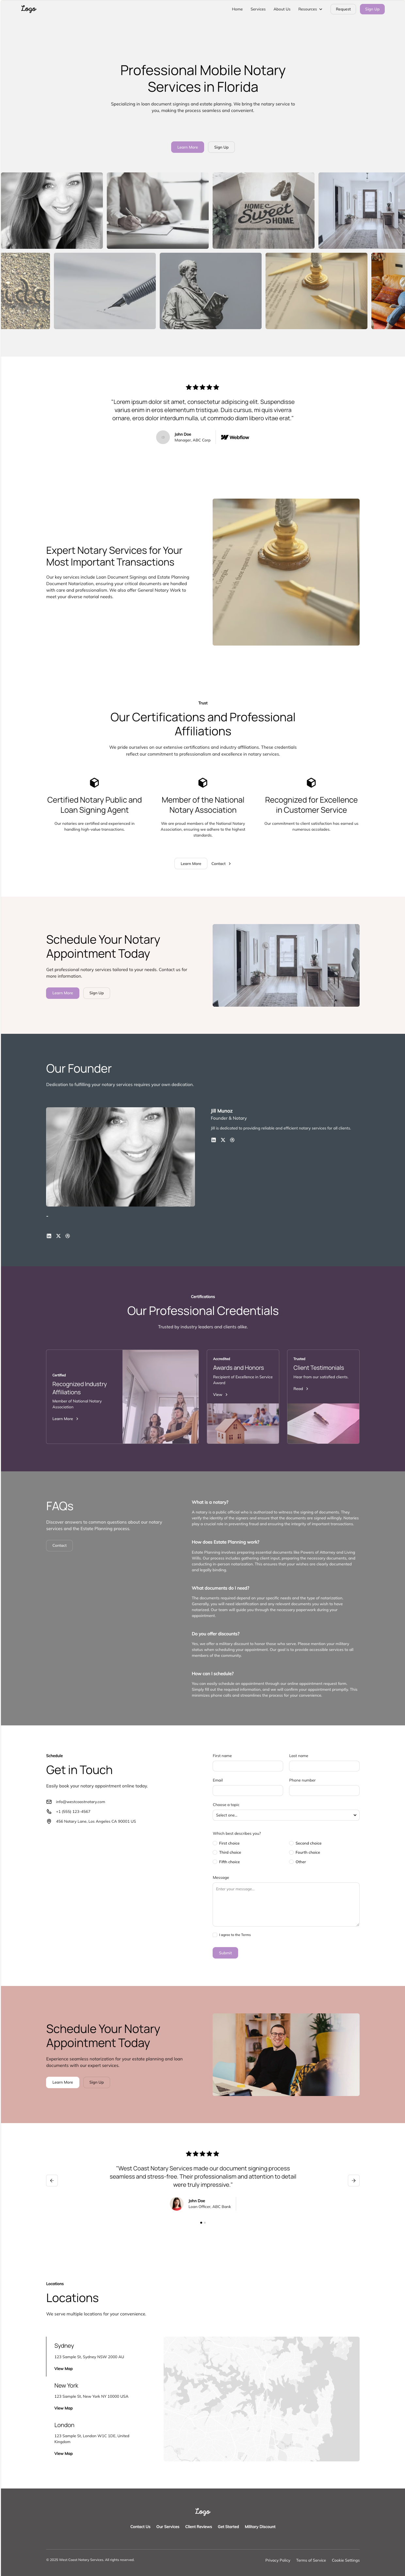 Logo
Home Services About Us Resources Request Sign Up
Professional Mobile Notary
Services in Florida
Specializing in loan document signings and estate planning. We bring the notary service to
you, making the process seamless and convenient.
Learn More Sign Up
HOME
Sweet
HOME
"Lorem ipsum dolor sit amet, consectetur adipiscing elit. Suspendisse
varius enim in eros elementum tristique. Duis cursus, mi quis viverra
ornare, eros dolor interdum nulla, ut commodo diam libero vitae erat."
John Doe
Manager, ABC Corp
Webflow
Expert Notary Services for Your
Most Important Transactions
Our key services include Loan Document Signings and Estate Planning
Document Notarization, ensuring your critical documents are handled
with care and professionalism. We also offer General Notary Work to
meet your diverse notarial needs.
Trust
Our Certifications and Professional
Affiliations
We pride ourselves on our extensive certifications and industry affiliations. These credentials
reflect our commitment to professionalism and excellence in notary services.
Certified Notary Public and
Loan Signing Agent
Our notaries are certified and experienced in
handling high-value transactions.
Member of the National
Notary Association
We are proud members of the National Notary
Association, ensuring we adhere to the highest
standards.
Recognized for Excellence
in Customer Service
Our commitment to client satisfaction has earned us
numerous accolades.
Learn More Contact
Schedule Your Notary
Appointment Today
Get professional notary services tailored to your needs. Contact us for
more information.
Learn More Sign Up
Our Founder
Dedication to fulfilling your notary services requires your own dedication.
Jill Munoz
Founder & Notary
Jill is dedicated to providing reliable and efficient notary services for all clients.
Certifications
Our Professional Credentials
Trusted by industry leaders and clients alike.
Certified
Recognized Industry
Affiliations
Member of National Notary
Association
Learn More
Accredited
Awards and Honors
Recipient of Excellence in Service
Award
View
Trusted
Client Testimonials
Hear from our satisfied clients.
Read
FAQs
Discover answers to common questions about our notary
services and the Estate Planning process.
Contact
What is a notary?
A notary is a public official who is authorized to witness the signing of documents. They
verify the identity of the signers and ensure that the documents are signed willingly. Notaries
play a crucial role in preventing fraud and ensuring the integrity of important transactions.
How does Estate Planning work?
Estate Planning involves preparing essential documents like Powers of Attorney and Living
Wills. Our process includes gathering client input, preparing the necessary documents, and
conducting in-person notarization. This ensures that your wishes are clearly documented
and legally binding.
What documents do I need?
The documents required depend on your specific needs and the type of notarization.
Generally, you will need identification and any relevant documents you wish to have
notarized. Our team will guide you through the necessary paperwork during your
appointment.
Do you offer discounts?
Yes, we offer a military discount to honor those who serve. Please mention your military
status when scheduling your appointment. Our goal is to provide accessible services to all
members of the community.
How can I schedule?
You can easily schedule an appointment through our online appointment request form.
Simply fill out the required information, and we will confirm your appointment promptly. This
minimizes phone calls and streamlines the process for your convenience.
Schedule
Get in Touch
Easily book your notary appointment online today.
info@westcoastnotary.com
+1 (555) 123-4567
456 Notary Lane, Los Angeles CA 90001 US
First name Last name
Email Phone number
Choose a topic
Select one...
Which best describes you?
First choice Second choice
Third choice Fourth choice
Fifth choice Other
Message
Enter your message...
I agree to the Terms
Submit
Schedule Your Notary
Appointment Today
Experience seamless notarization for your estate planning and loan
documents with our expert services.
Learn More Sign Up
"West Coast Notary Services made our document signing process
seamless and stress-free. Their professionalism and attention to detail
were truly impressive."
John Doe
Loan Officer, ABC Bank
Locations
Locations
We serve multiple locations for your convenience.
Sydney
123 Sample St, Sydney NSW 2000 AU
View Map
New York
123 Sample St, New York NY 10000 USA
View Map
London
123 Sample St, London W1C 1DE, United
Kingdom
View Map
Logo
Contact Us Our Services Client Reviews Get Started Military Discount
© 2025 West Coast Notary Services. All rights reserved.
Privacy Policy Terms of Service Cookie Settings